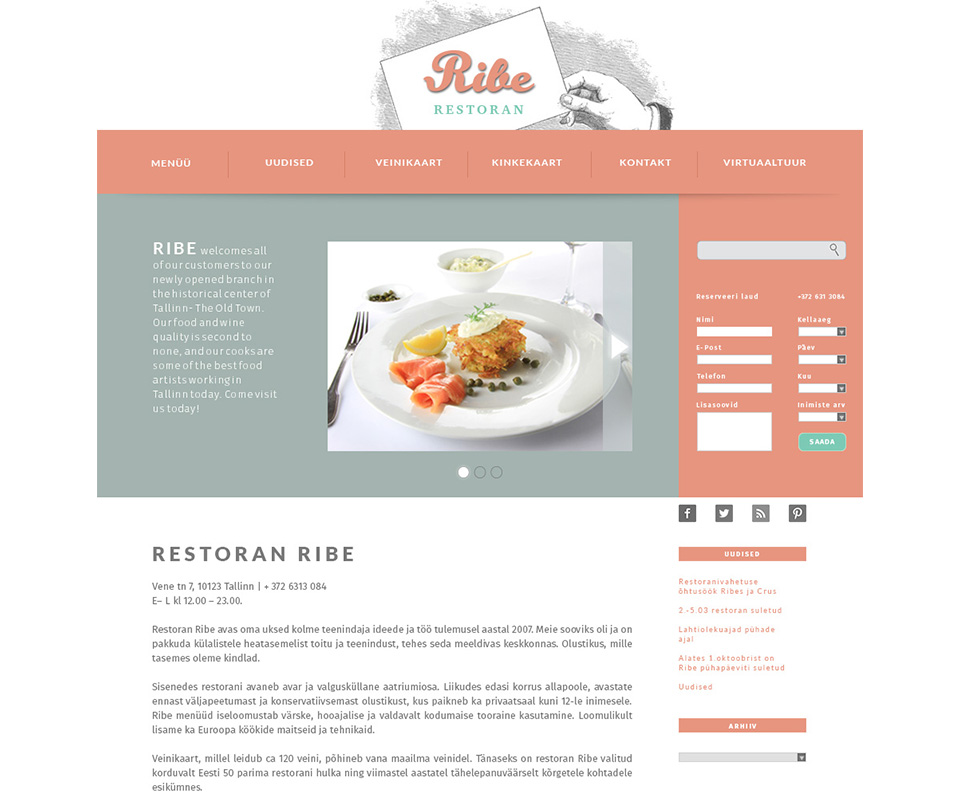 Ribe
RESTORAN
MENÜÜ
UUDISED
VEINIKAART
KINKEKAART
KONTAKT
VIRTUAALTUUR
RIBE welcomes all
of our customers to our
newly opened branch in
the historical center of
Tallinn- The Old Town.
Our food and wine
quality is second to
none, and our cooks are
some of the best food
artists working in
Tallinn today. Come visit
us today!
Reserveeri laud
+372 631 3084
Nimi
Kellaaeg
E-Post
Päev
Telefon
Kuu
Lisasoovid
Inimiste arv
SAADA
RESTORAN RIBE
Vene tn 7, 10123 Tallinn | + 372 6313 084
E– L kl 12.00 – 23.00.
Restoran Ribe avas oma uksed kolme teenindaja ideede ja töö tulemusel aastal 2007. Meie sooviks oli ja on
pakkuda külalistele heatasemelist toitu ja teenindust, tehes seda meeldivas keskkonnas. Olustikus, mille
tasemes oleme kindlad.
Sisenedes restorani avaneb avar ja valgusküllane aatriumiosa. Liikudes edasi korrus allapoole, avastate
ennast väljapeetumast ja konservatiivsemast olustikust, kus paikneb ka privaatsaal kuni 12-le inimesele.
Ribe menüüd iseloomustab värske, hooajalise ja valdavalt kodumaise tooraine kasutamine. Loomulikult
lisame ka Euroopa köökide maitseid ja tehnikaid.
Veinikaart, millel leidub ca 120 veini, põhineb vana maailma veinidel. Tänaseks on restoran Ribe valitud
korduvalt Eesti 50 parima restorani hulka ning viimastel aastatel tähelepanuväärselt kõrgetele kohtadele
esikümnes.
UUDISED
Restoranivahetuse
õhtusöök Ribes ja Crus
2.-5.03 restoran suletud
Lahtiolekuajad pühade
ajal
Alates 1.oktoobrist on
Ribe pühapäeviti suletud
Uudised
ARHIIV